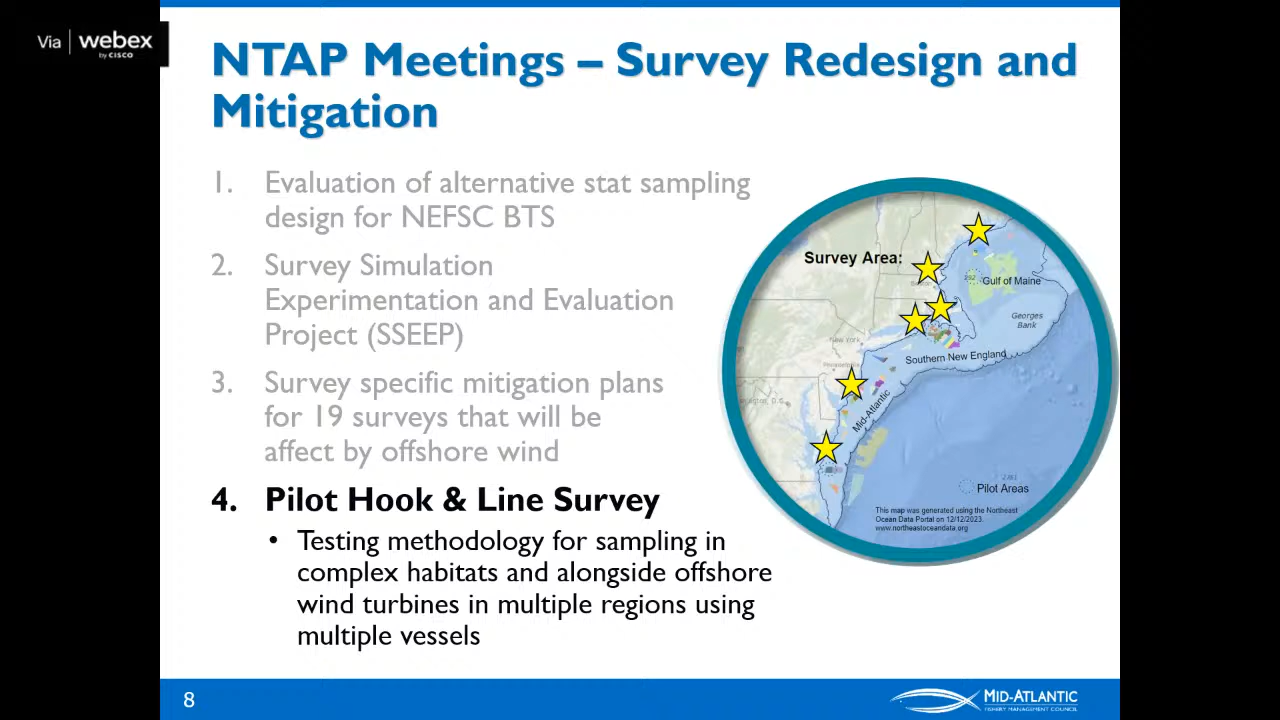 Via webex
by CISCO
NTAP Meetings – Survey Redesign and
Mitigation
1. Evaluation of alternative stat sampling
design for NEFSC BTS
2. Survey Simulation
Experimentation and Evaluation
Project (SSEEP)
3. Survey specific mitigation plans
for 19 surveys that will be
affect by offshore wind
4. Pilot Hook & Line Survey
• Testing methodology for sampling in
complex habitats and alongside offshore
wind turbines in multiple regions using
multiple vessels
Survey Area:
Gulf of Maine
Georges
Bank
New York
Southern New England
Philadelphia
Mid-Atlantic
Pilot Areas
This map was generated using the Northeast
Ocean Data Portal on 12/12/2023.
www.northeastoceandata.org
8
MID-ATLANTIC
FISHERY MANAGEMENT COUNCIL